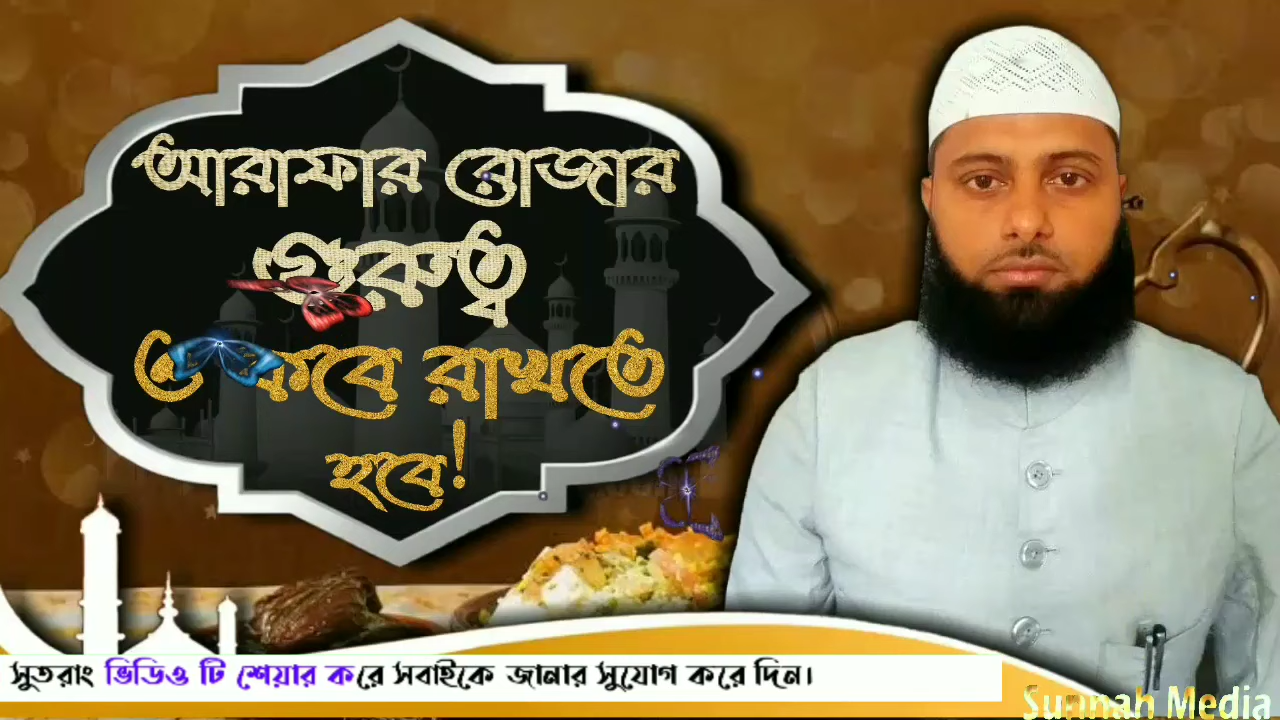 আরাফার রোজার
গুরুত্ব
ও কবে রাখতে
হবে!
সুতরাং ভিডিও টি শেয়ার করে সবাইকে জানার সুযোগ করে দিন।
Sunnah Media